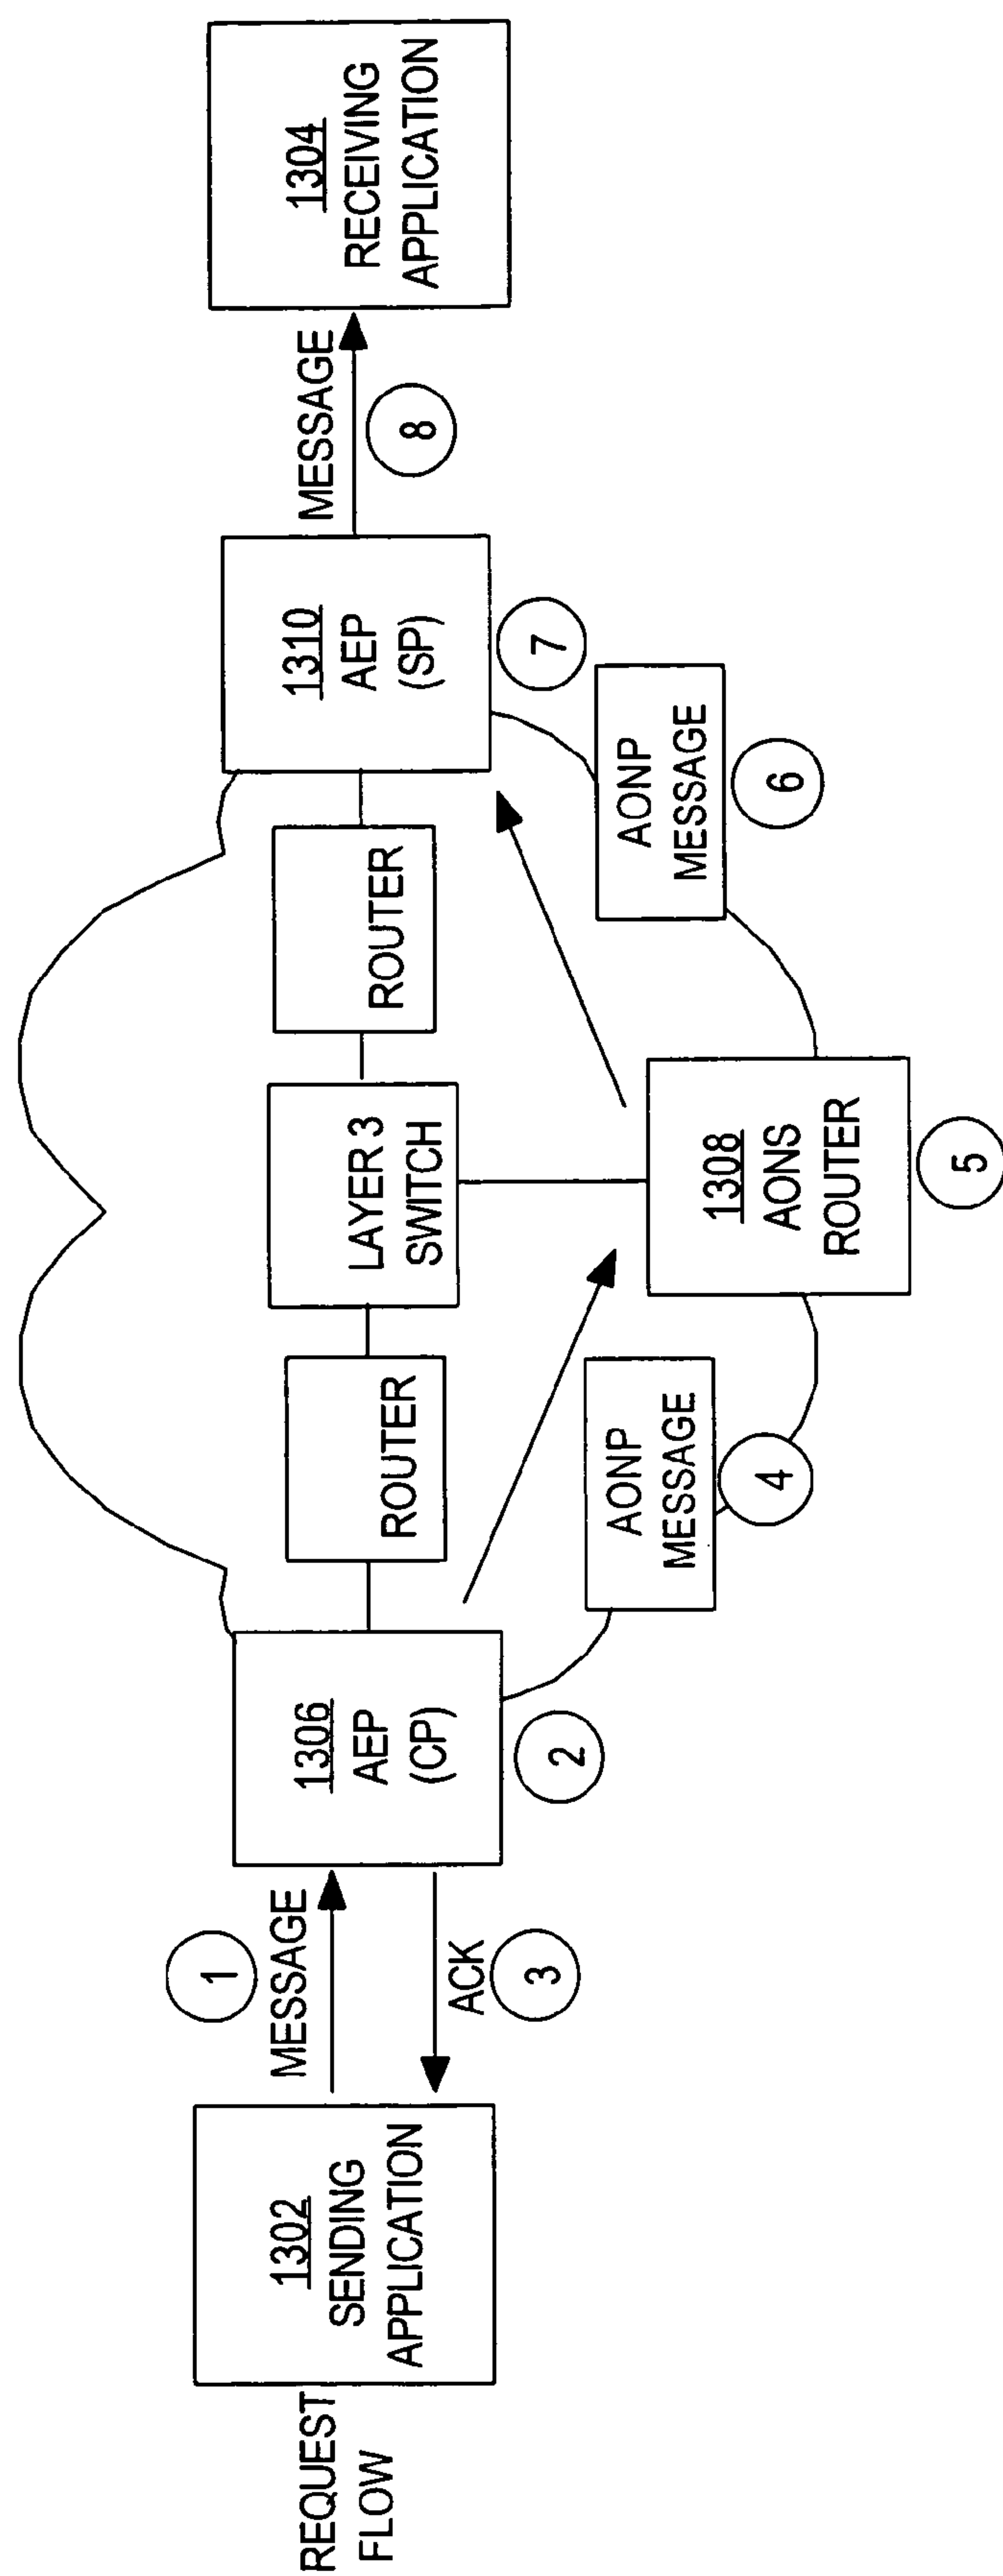 REQUEST
FLOW
1302
SENDING
APPLICATION
1
MESSAGE
ACK
3
1306
AEP
(CP)
2
ROUTER
LAYER 3
SWITCH
ROUTER
AONP
MESSAGE
4
1308
AONS
ROUTER
5
AONP
MESSAGE
6
1310
AEP
(SP)
7
MESSAGE
8
1304
RECEIVING
APPLICATION